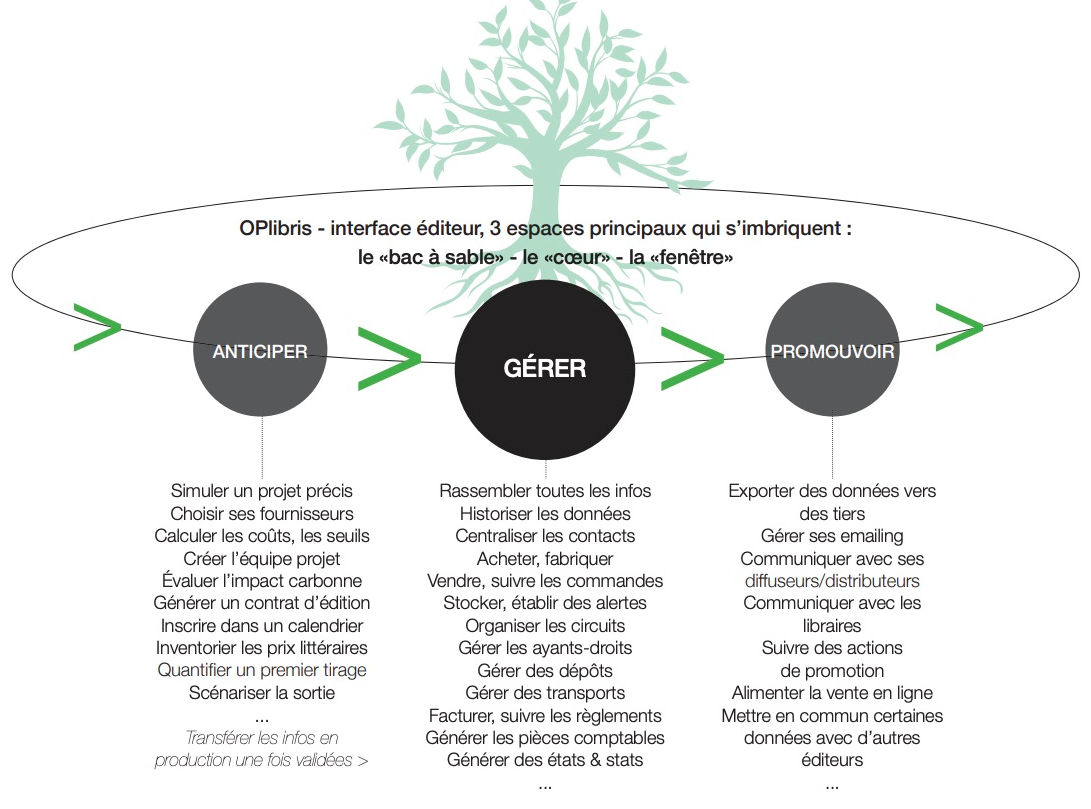 OPlibris - interface éditeur, 3 espaces principaux qui s’imbriquent :
le «bac à sable» - le «cœur» - la «fenêtre»
>
ANTICIPER
>
GÉRER
>
PROMOUVOIR
>
Simuler un projet précis
Choisir ses fournisseurs
Calculer les coûts, les seuils
Créer l’équipe projet
Évaluer l’impact carbonne
Générer un contrat d’édition
Inscrire dans un calendrier
Inventorier les prix littéraires
Quantifier un premier tirage
Scénariser la sortie
...
Transférer les infos en
production une fois validées >
Rassembler toutes les infos
Historiser les données
Centraliser les contacts
Acheter, fabriquer
Vendre, suivre les commandes
Stocker, établir des alertes
Organiser les circuits
Gérer les ayants-droits
Gérer des dépôts
Gérer des transports
Facturer, suivre les règlements
Générer les pièces comptables
Générer des états & stats
...
Exporter des données vers
des tiers
Gérer ses emailing
Communiquer avec ses
diffuseurs/distributeurs
Communiquer avec les
libraires
Suivre des actions
de promotion
Alimenter la vente en ligne
Mettre en commun certaines
données avec d’autres
éditeurs
...